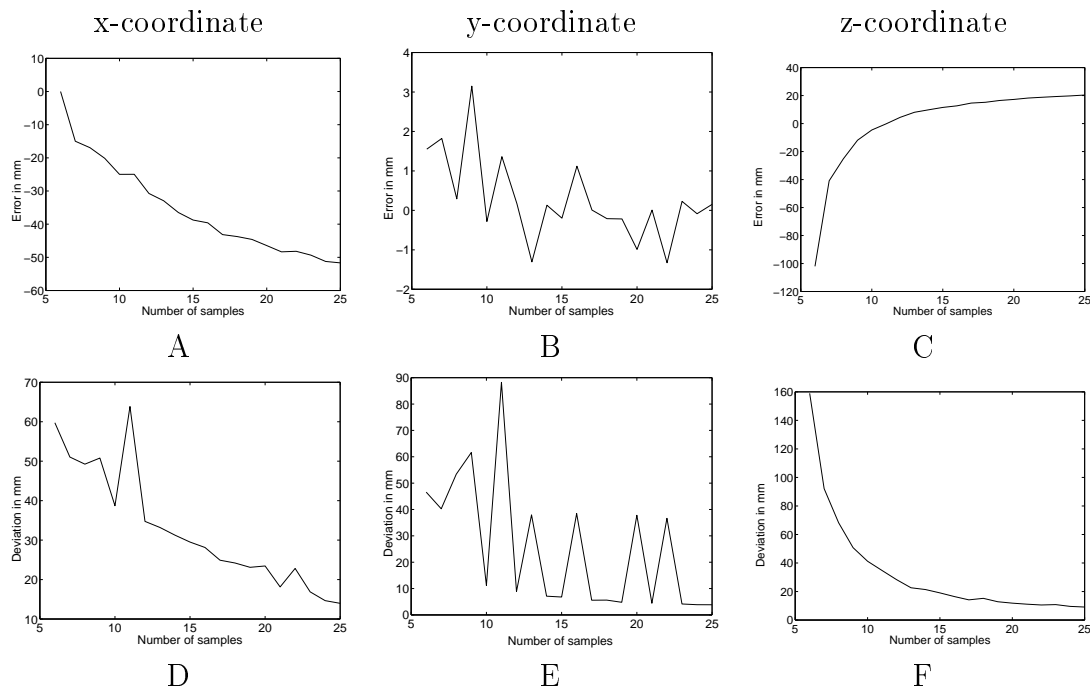 x-coordinate
y-coordinate
z-coordinate
10
0
−10
−20
−30
−40
−50
−60
Error in mm
5 10 15 20 25
Number of samples
A
4
3
2
1
0
−1
−2
Error in mm
5 10 15 20 25
Number of samples
B
40
20
0
−20
−40
−60
−80
−100
−120
Error in mm
5 10 15 20 25
Number of samples
C
70
60
50
40
30
20
10
Deviation in mm
5 10 15 20 25
Number of samples
D
90
80
70
60
50
40
30
20
10
0
Deviation in mm
5 10 15 20 25
Number of samples
E
160
140
120
100
80
60
40
20
0
Deviation in mm
5 10 15 20 25
Number of samples
F